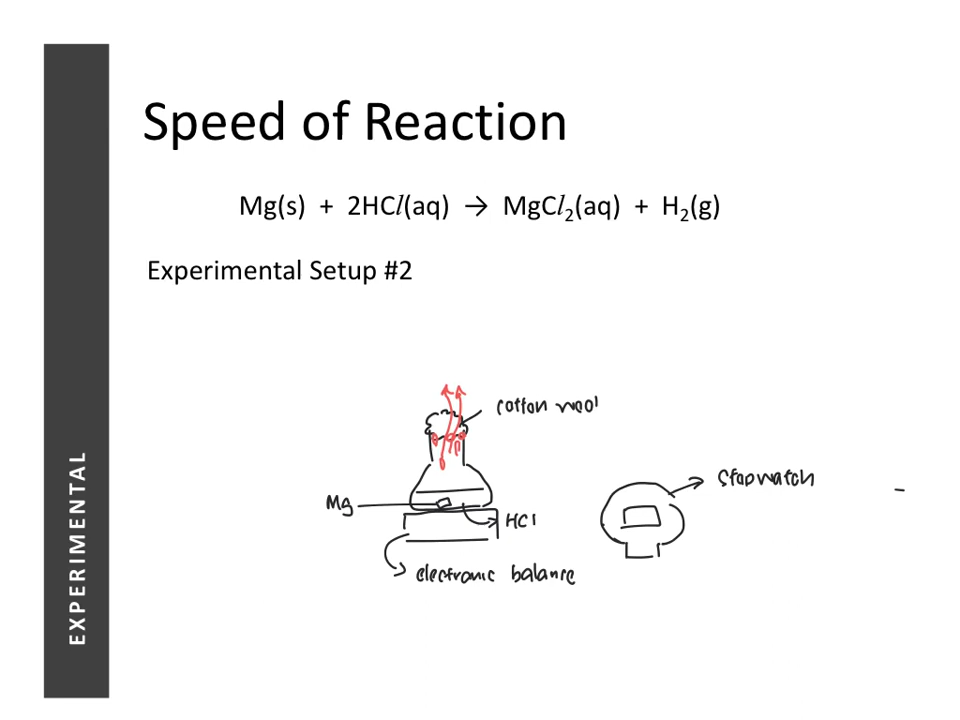 Speed of Reaction
Mg(s) + 2HCl(aq) → MgCl₂(aq) + H₂(g)
Experimental Setup #2
cotton wool
Stopwatch
Mg
HCl
electronic balance
EXPERIMENTAL